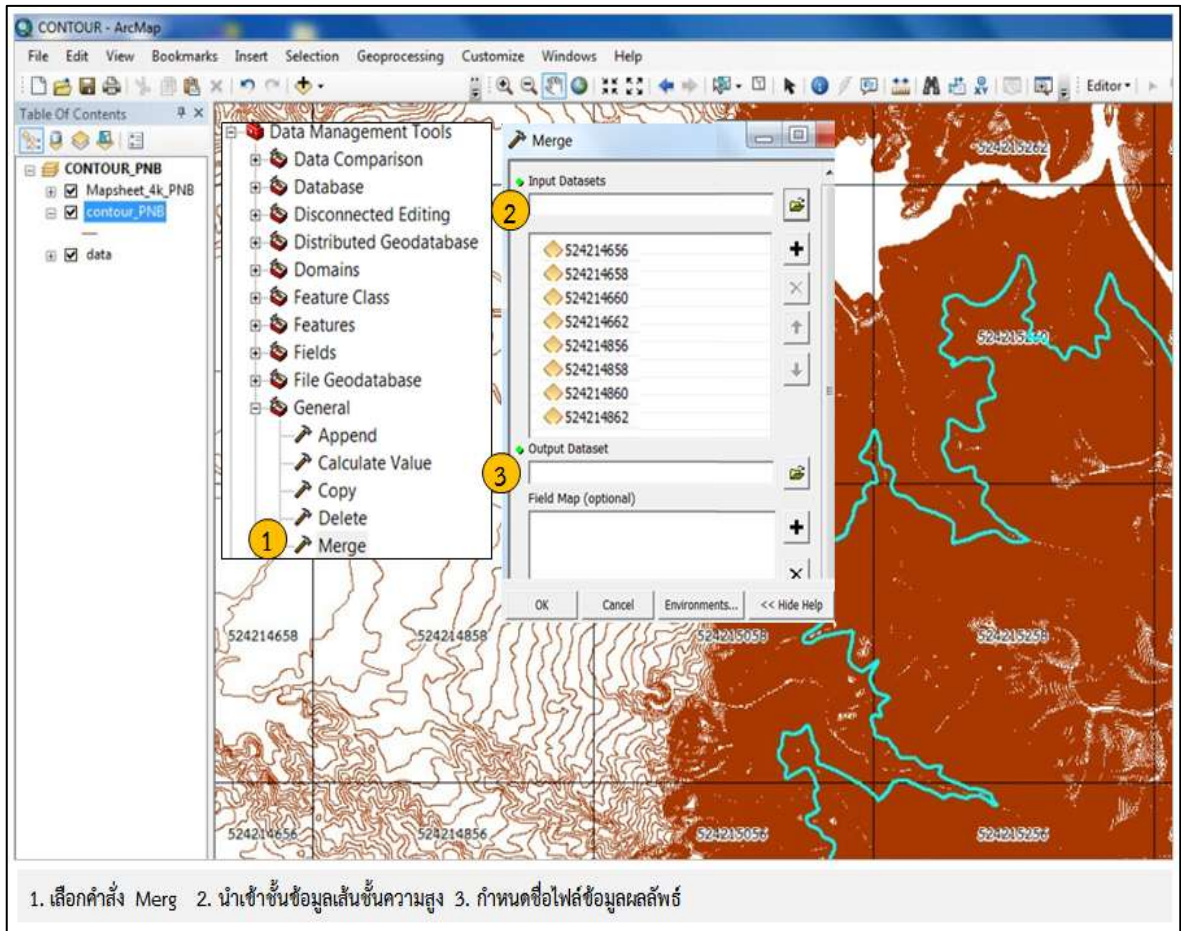 CONTOUR - ArcMap
File Edit View Bookmarks Insert Selection Geoprocessing Customize Windows Help
Editor
Table Of Contents
CONTOUR_PNB
Mapsheet_4k_PNB
contour_PNB
data
Data Management Tools
Data Comparison
Database
Disconnected Editing
Distributed Geodatabase
Domains
Feature Class
Features
Fields
File Geodatabase
General
Append
Calculate Value
Copy
Delete
1
Merge
Merge
Input Datasets
2
524214656
524214658
524214660
524214662
524214856
524214858
524214860
524214862
Output Dataset
3
Field Map (optional)
OK Cancel Environments... << Hide Help
524215262
524215260
524214658 524214858 524215058 524215258
524214656 524214856 524215056 524215256
1. เลือกคำสั่ง Merg 2. นำเข้าชั้นข้อมูลเส้นชั้นความสูง 3. กำหนดชื่อไฟล์ข้อมูลผลลัพธ์